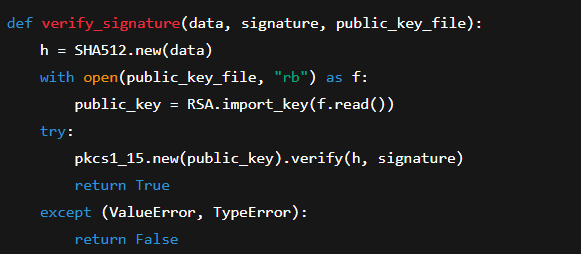 def verify_signature(data, signature, public_key_file):
    h = SHA512.new(data)
    with open(public_key_file, "rb") as f:
        public_key = RSA.import_key(f.read())
    try:
        pkcs1_15.new(public_key).verify(h, signature)
        return True
    except (ValueError, TypeError):
        return False